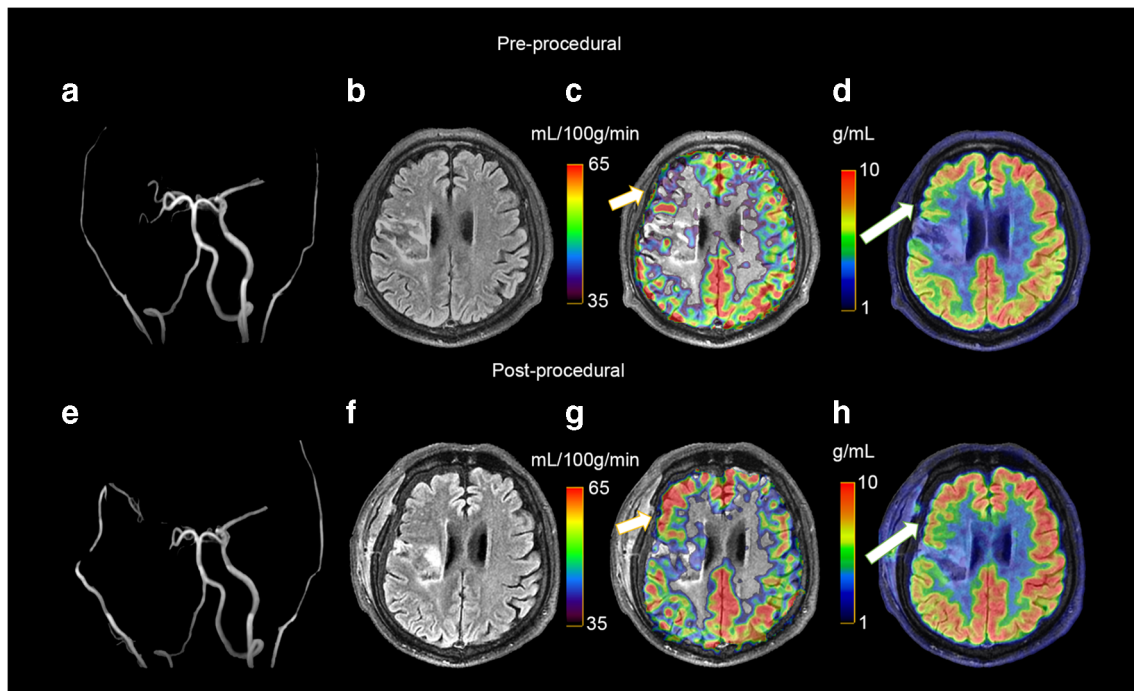 Pre-procedural
a b c d
mL/100g/min g/mL
65 10
35 1
Post-procedural
e f g h
mL/100g/min g/mL
65 10
35 1